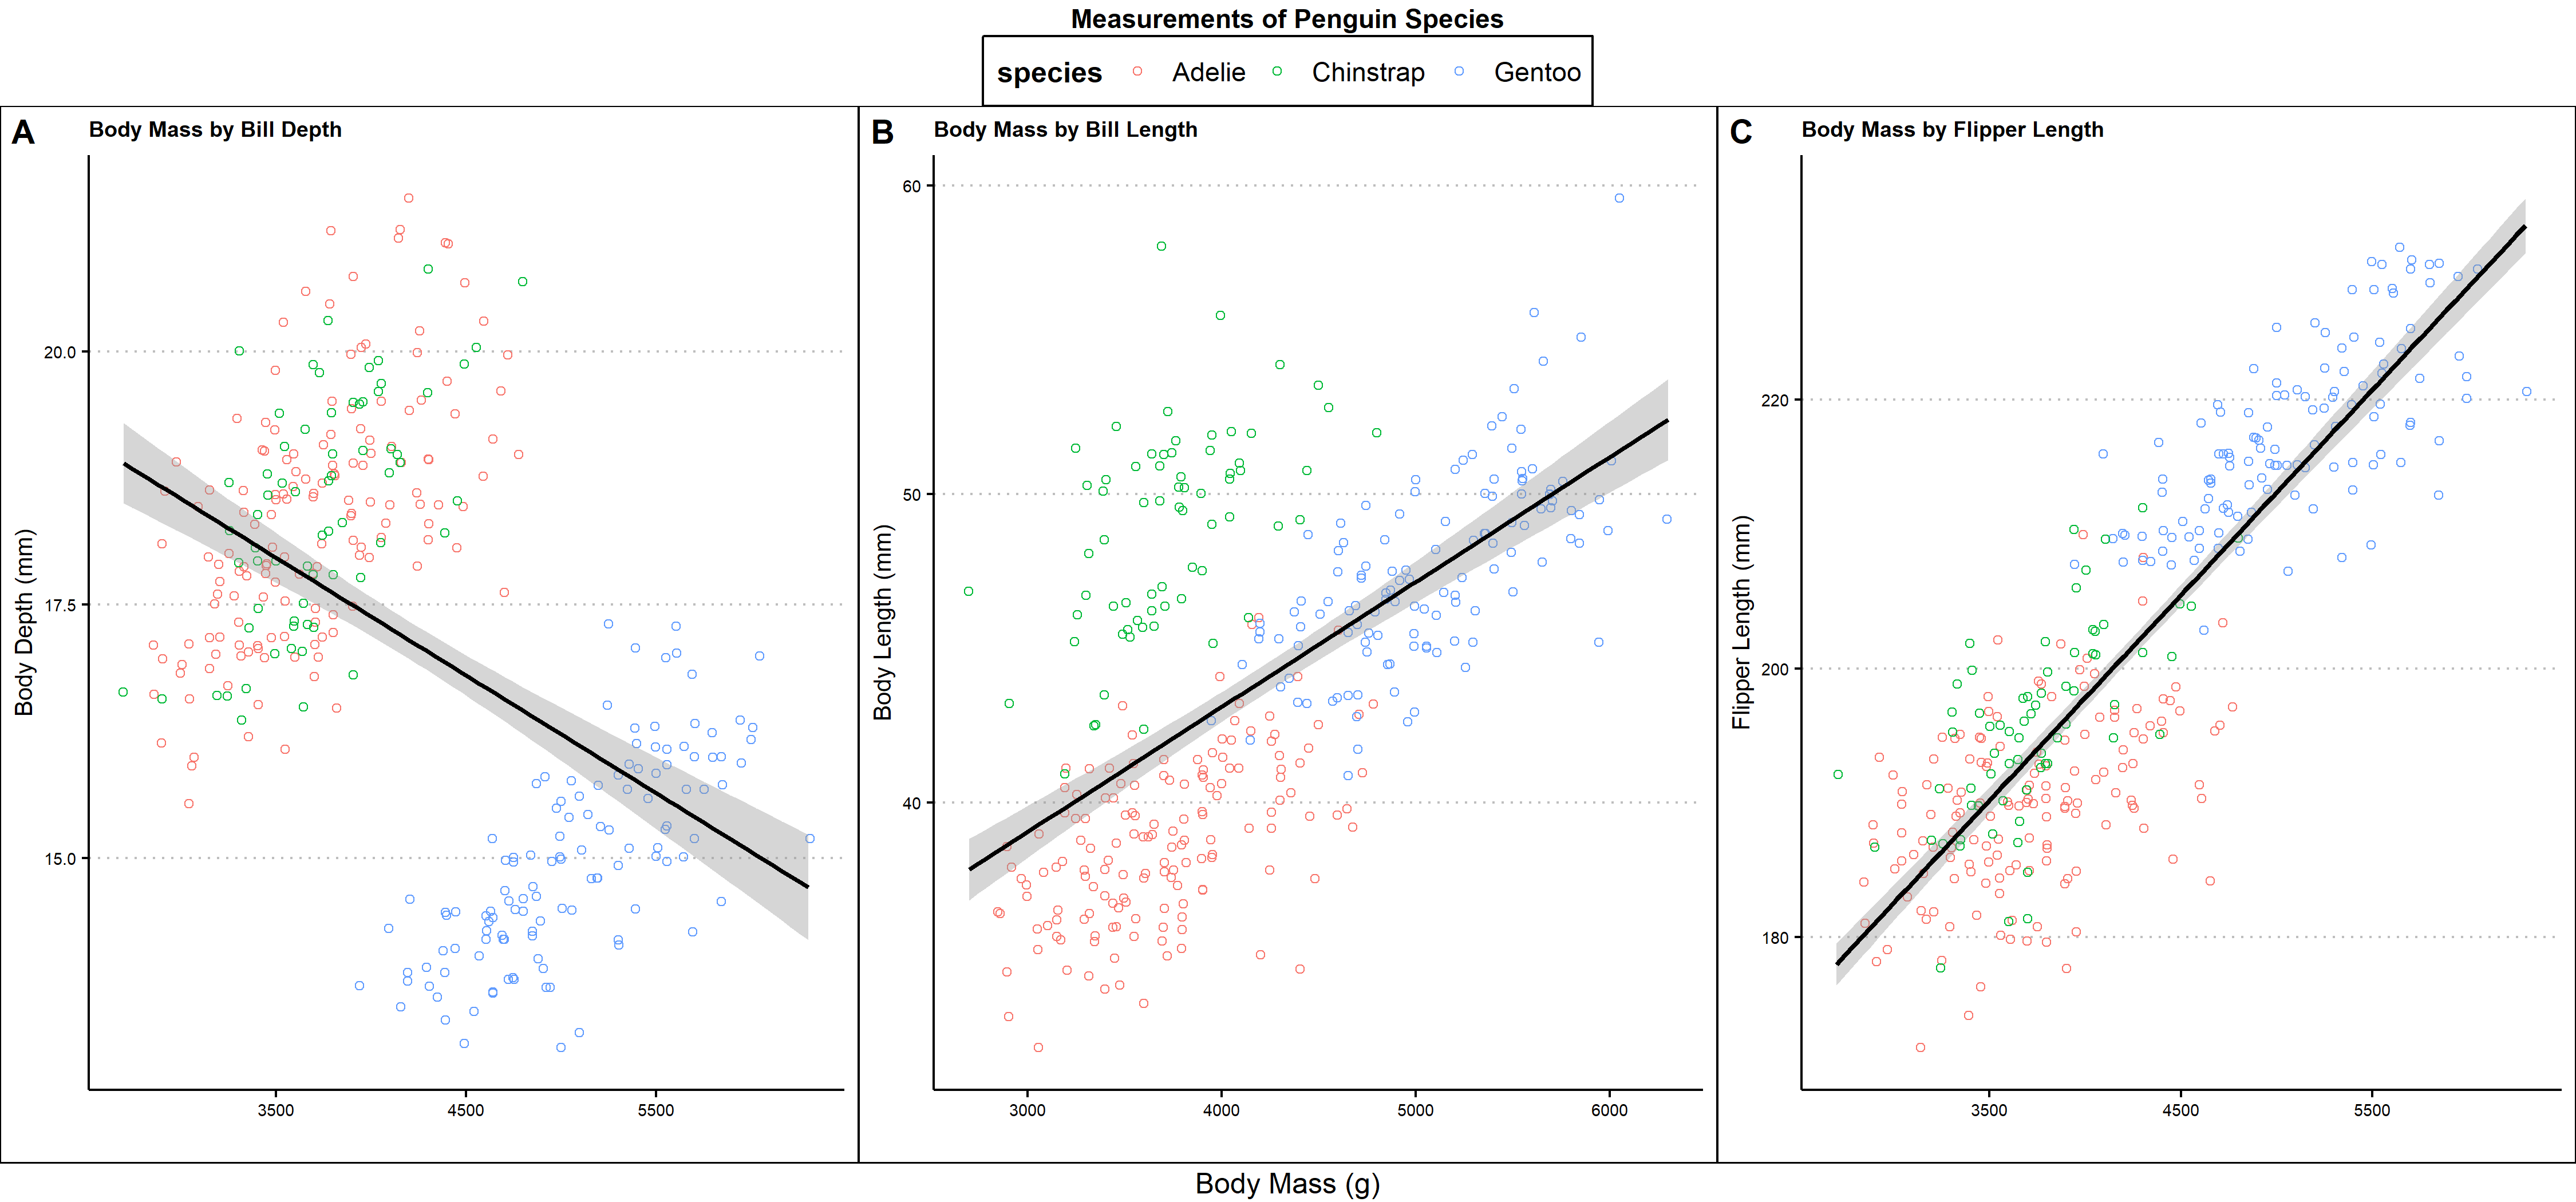 Measurements of Penguin Species
species Adelie Chinstrap Gentoo
A Body Mass by Bill Depth
Body Depth (mm)
20.0
17.5
15.0
3500 4500 5500
B Body Mass by Bill Length
Body Length (mm)
60
50
40
3000 4000 5000 6000
C Body Mass by Flipper Length
Flipper Length (mm)
220
200
180
3500 4500 5500
Body Mass (g)